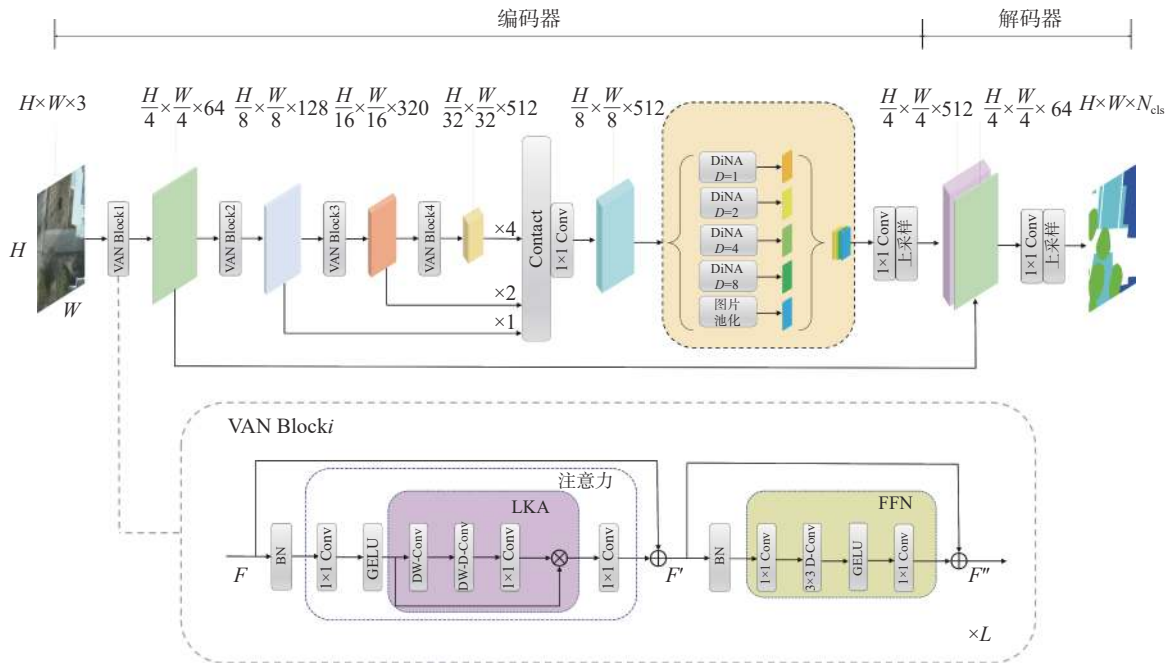 编码器
解码器
H×W×3
H/4×W/4×64
H/8×W/8×128
H/16×W/16×320
H/32×W/32×512
H/8×W/8×512
H/4×W/4×512
H/4×W/4×64
H×W×N_cls
H
W
VAN Block1
VAN Block2
VAN Block3
VAN Block4
×4
×2
×1
Contact
1×1 Conv
DiNA
D=1
DiNA
D=2
DiNA
D=4
DiNA
D=8
图片
池化
1×1 Conv
上采样
1×1 Conv
上采样
VAN Blocki
注意力
LKA
FFN
F
BN
1×1 Conv
GELU
DW-Conv
DW-D-Conv
1×1 Conv
1×1 Conv
F′
BN
1×1 Conv
3×3 D-Conv
GELU
1×1 Conv
F″
×L